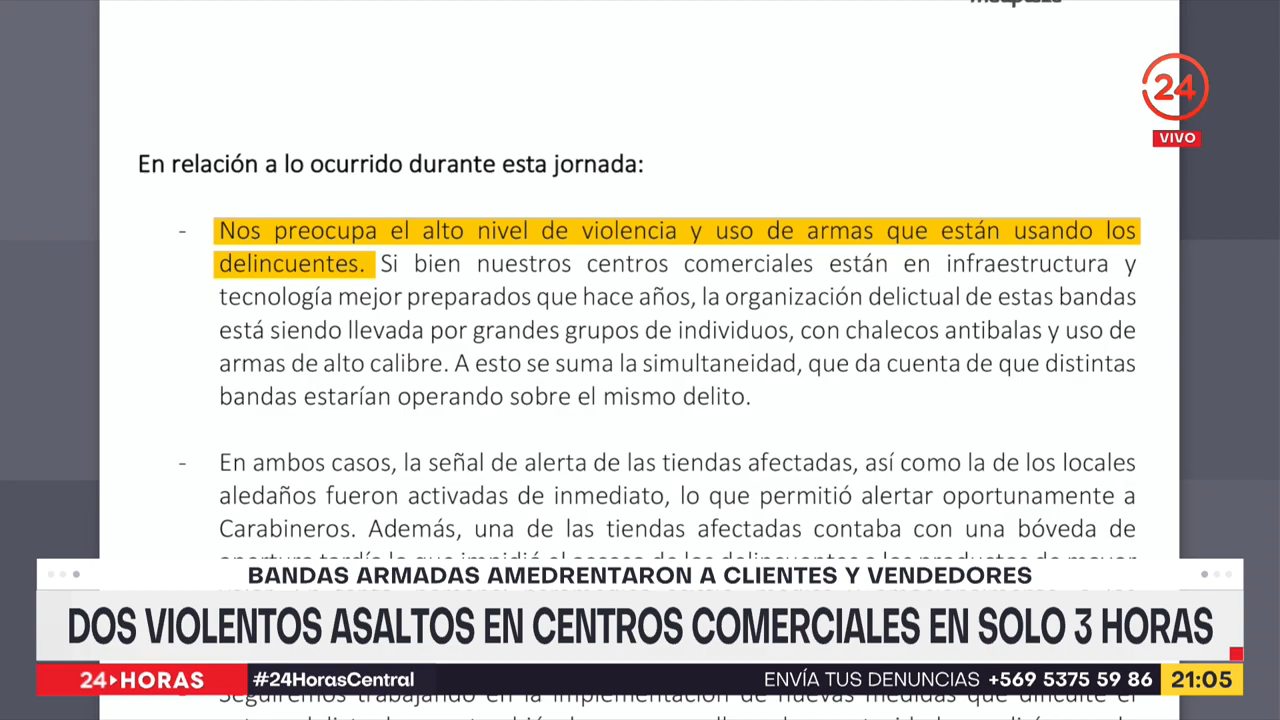 24
VIVO
En relación a lo ocurrido durante esta jornada:
- Nos preocupa el alto nivel de violencia y uso de armas que están usando los
delincuentes. Si bien nuestros centros comerciales están en infraestructura y
tecnología mejor preparados que hace años, la organización delictual de estas bandas
está siendo llevada por grandes grupos de individuos, con chalecos antibalas y uso de
armas de alto calibre. A esto se suma la simultaneidad, que da cuenta de que distintas
bandas estarían operando sobre el mismo delito.
- En ambos casos, la señal de alerta de las tiendas afectadas, así como la de los locales
aledaños fueron activadas de inmediato, lo que permitió alertar oportunamente a
Carabineros. Además, una de las tiendas afectadas contaba con una bóveda de
BANDAS ARMADAS AMEDRENTARON A CLIENTES Y VENDEDORES
DOS VIOLENTOS ASALTOS EN CENTROS COMERCIALES EN SOLO 3 HORAS
24 HORAS
#24HorasCentral
ENVÍA TUS DENUNCIAS +569 5375 59 86
21:05